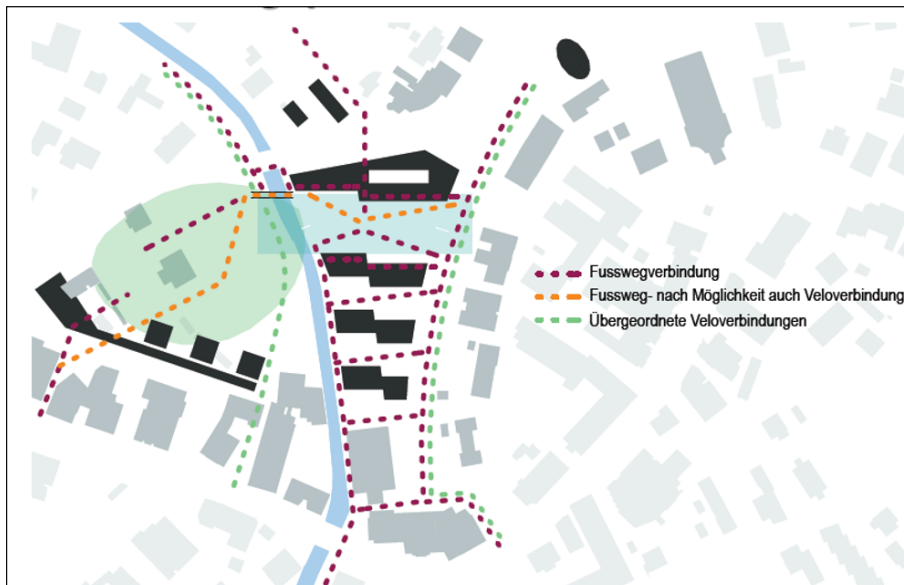 Fusswegverbindung
Fussweg- nach Möglichkeit auch Veloverbindung
Übergeordnete Veloverbindungen